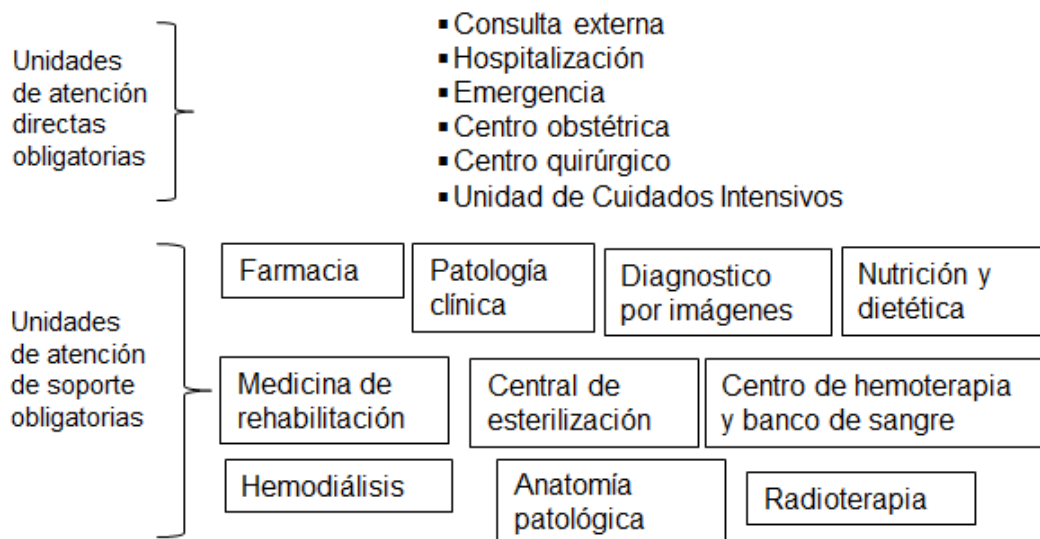 Unidades
de atención
directas
obligatorias
▪ Consulta externa
▪ Hospitalización
▪ Emergencia
▪ Centro obstétrica
▪ Centro quirúrgico
▪ Unidad de Cuidados Intensivos
Unidades
de atención
de soporte
obligatorias
Farmacia
Patología
clínica
Diagnostico
por imágenes
Nutrición y
dietética
Medicina de
rehabilitación
Central de
esterilización
Centro de hemoterapia
y banco de sangre
Hemodiálisis
Anatomía
patológica
Radioterapia